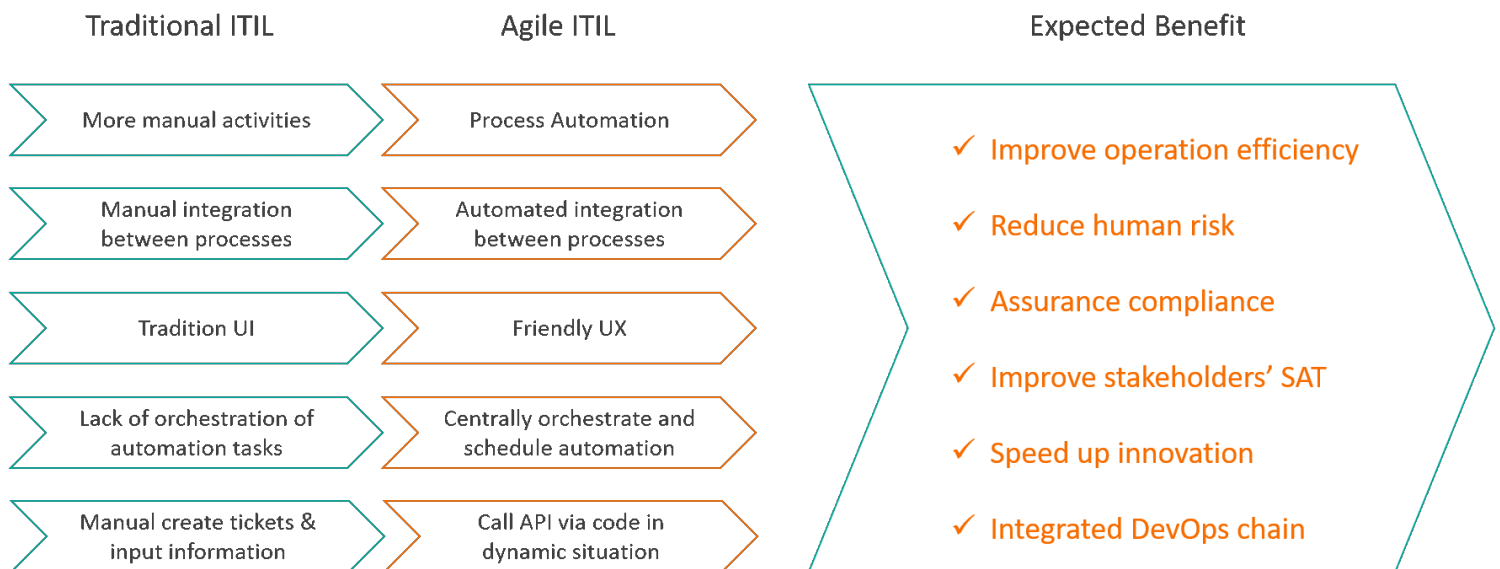 Traditional ITIL
Agile ITIL
Expected Benefit
More manual activities
Process Automation
Manual integration
between processes
Automated integration
between processes
Tradition UI
Friendly UX
Lack of orchestration of
automation tasks
Centrally orchestrate and
schedule automation
Manual create tickets &
input information
Call API via code in
dynamic situation
✓ Improve operation efficiency
✓ Reduce human risk
✓ Assurance compliance
✓ Improve stakeholders’ SAT
✓ Speed up innovation
✓ Integrated DevOps chain